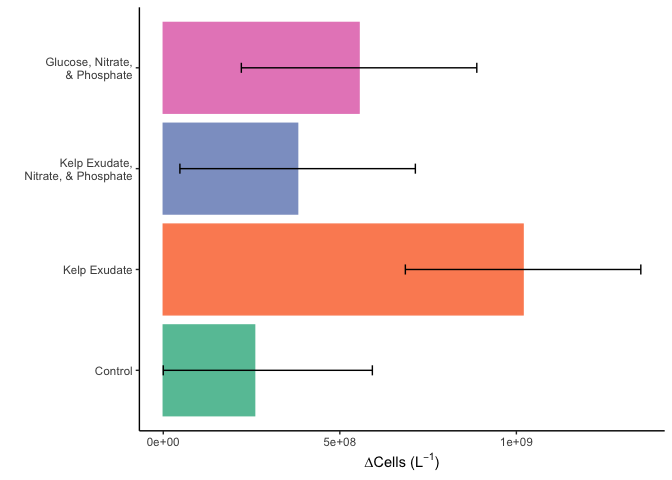 Glucose, Nitrate,
& Phosphate
Kelp Exudate,
Nitrate, & Phosphate
Kelp Exudate
Control
0e+00
5e+08
1e+09
ΔCells (L⁻¹)